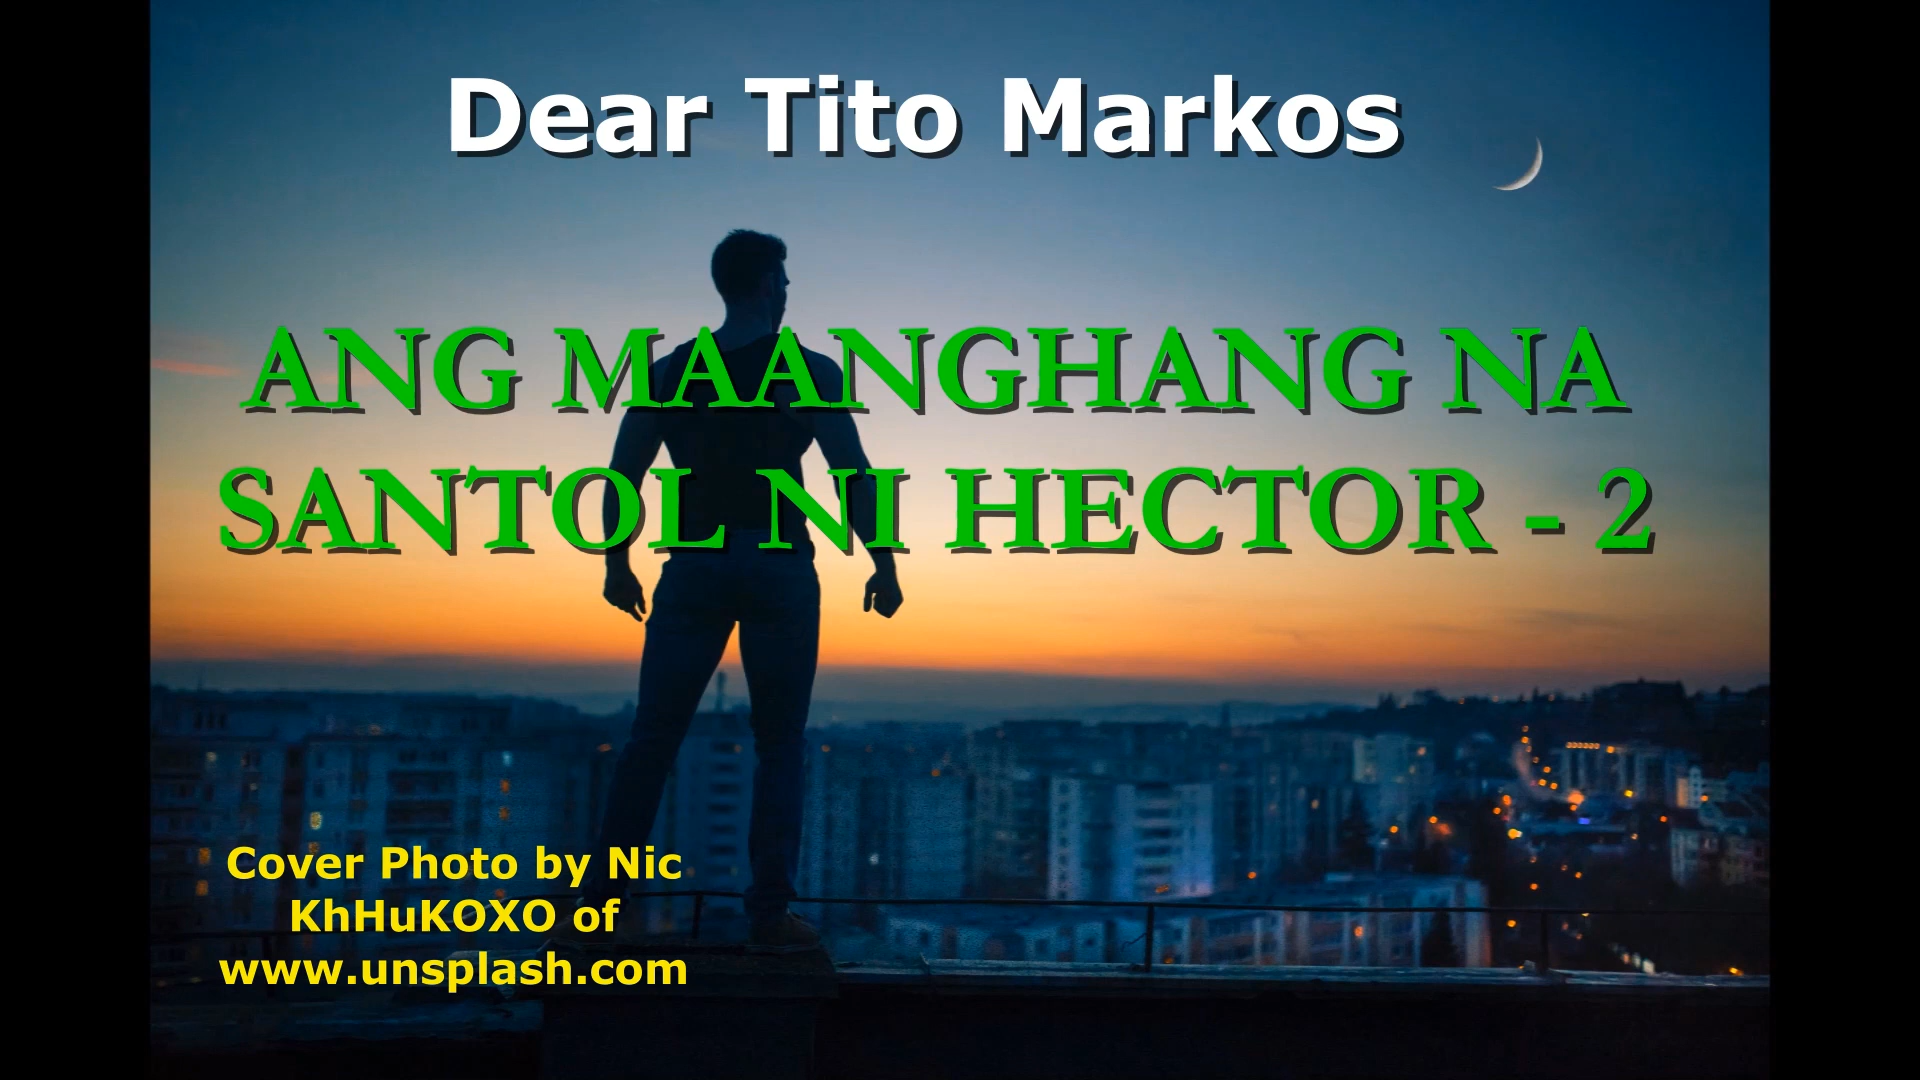 Dear Tito Markos
ANG MAANGHANG NA
SANTOL NI HECTOR - 2
Cover Photo by Nic
KhHuKOXO of
www.unsplash.com